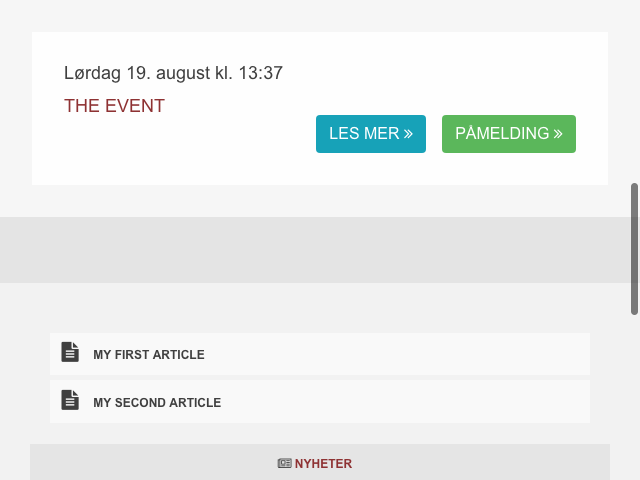 Lørdag 19. august kl. 13:37
THE EVENT
LES MER »
PÅMELDING »
MY FIRST ARTICLE
MY SECOND ARTICLE
NYHETER